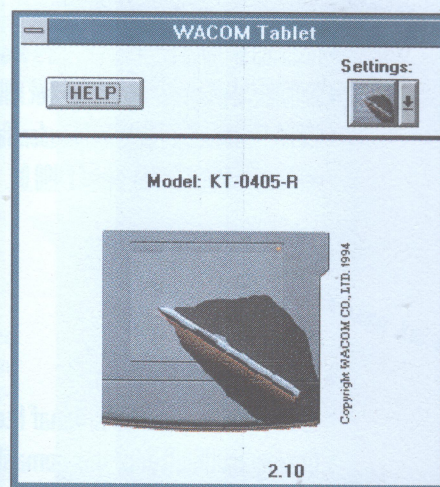 WACOM Tablet
Settings:
HELP
Model: KT-0405-R
Copyright WACOM CO., LTD. 1994
2.10